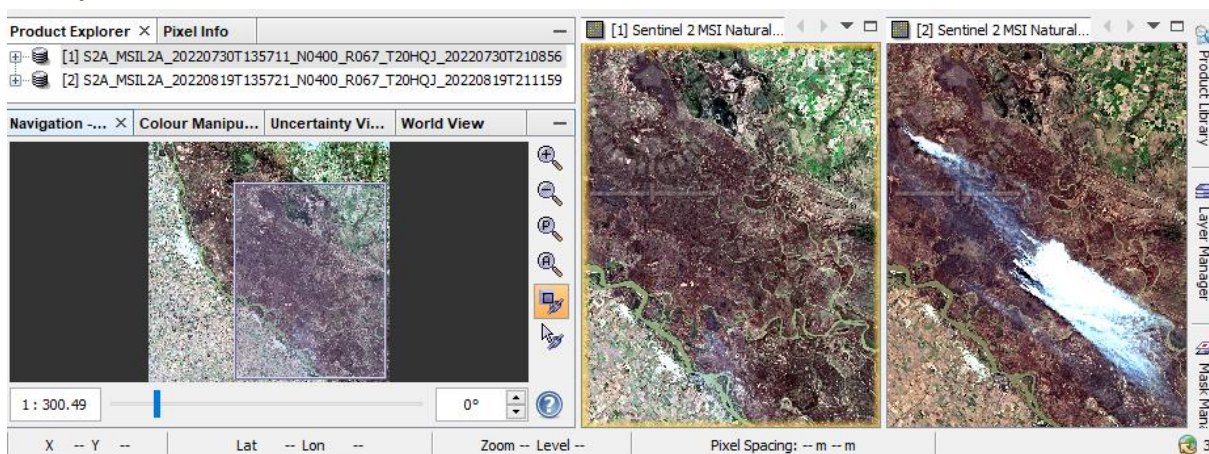 Product Explorer × Pixel Info
[1] S2A_MSIL2A_20220730T135711_N0400_R067_T20HQJ_20220730T210856
[2] S2A_MSIL2A_20220819T135721_N0400_R067_T20HQJ_20220819T211159
Navigation -... × Colour Manipu... Uncertainty Vi... World View
1 : 300.49
0°
[1] Sentinel 2 MSI Natural...
[2] Sentinel 2 MSI Natural...
Product Library
Layer Manager
Mask Man
X -- Y -- Lat -- Lon -- Zoom -- Level -- Pixel Spacing: -- m -- m